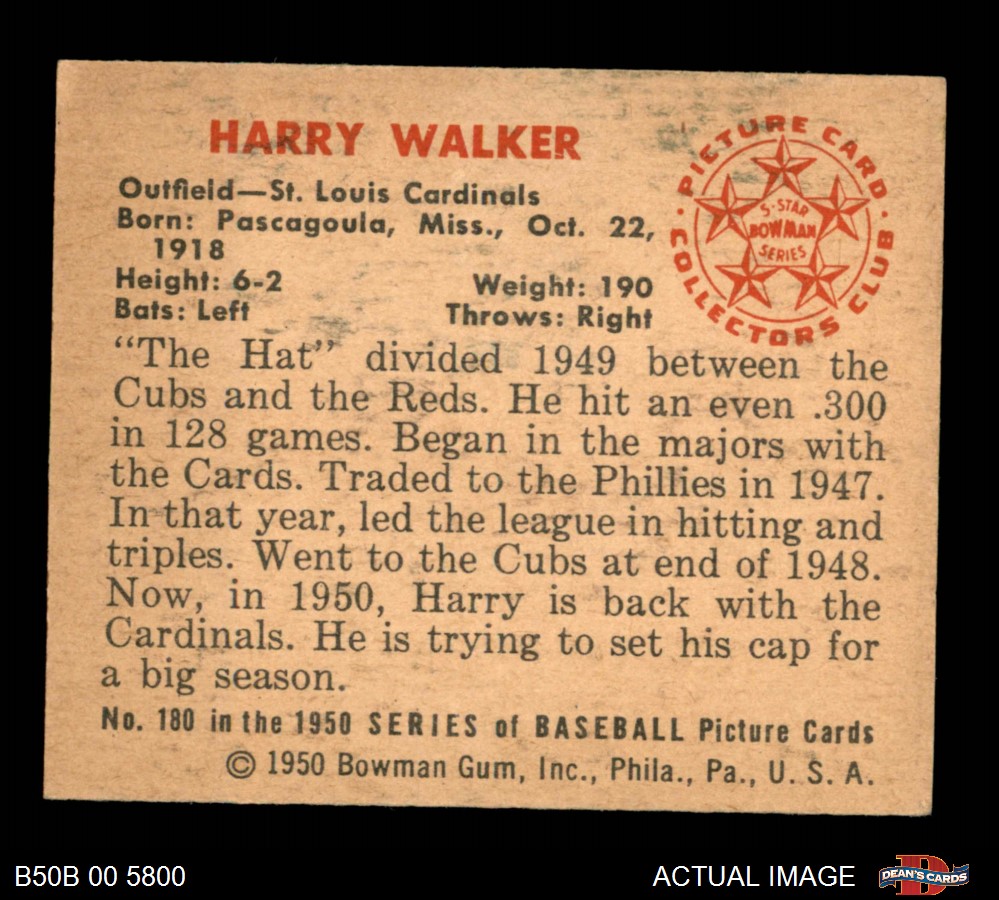 HARRY WALKER
Outfield—St. Louis Cardinals
Born: Pascagoula, Miss., Oct. 22,
1918
Height: 6-2 Weight: 190
Bats: Left Throws: Right
PICTURE CARD
COLLECTORS CLUB
5-STAR
BOWMAN
SERIES
“The Hat” divided 1949 between the
Cubs and the Reds. He hit an even .300
in 128 games. Began in the majors with
the Cards. Traded to the Phillies in 1947.
In that year, led the league in hitting and
triples. Went to the Cubs at end of 1948.
Now, in 1950, Harry is back with the
Cardinals. He is trying to set his cap for
a big season.
No. 180 in the 1950 SERIES of BASEBALL Picture Cards
© 1950 Bowman Gum, Inc., Phila., Pa., U. S. A.
B50B 00 5800 ACTUAL IMAGE DEAN'S CARDS